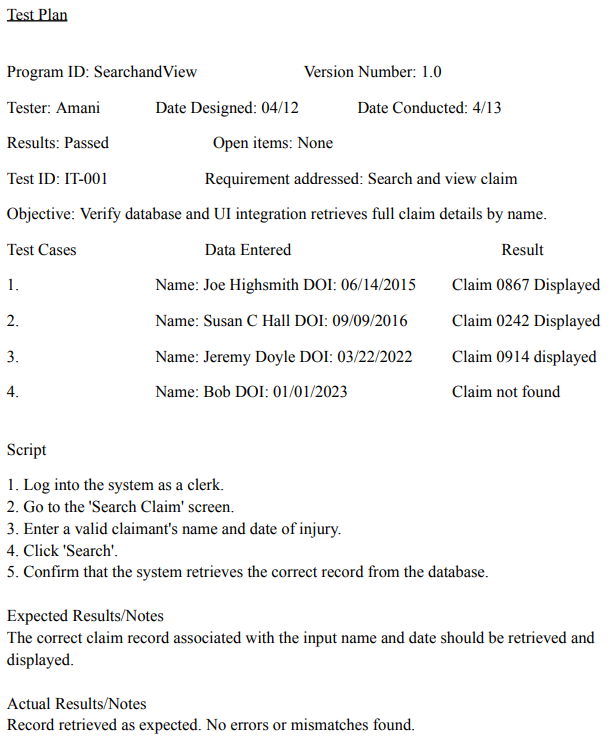 Test Plan
Program ID: SearchandView Version Number: 1.0
Tester: Amani Date Designed: 04/12 Date Conducted: 4/13
Results: Passed Open items: None
Test ID: IT-001 Requirement addressed: Search and view claim
Objective: Verify database and UI integration retrieves full claim details by name.
Test Cases Data Entered Result
1. Name: Joe Highsmith DOI: 06/14/2015 Claim 0867 Displayed
2. Name: Susan C Hall DOI: 09/09/2016 Claim 0242 Displayed
3. Name: Jeremy Doyle DOI: 03/22/2022 Claim 0914 displayed
4. Name: Bob DOI: 01/01/2023 Claim not found
Script
1. Log into the system as a clerk.
2. Go to the 'Search Claim' screen.
3. Enter a valid claimant's name and date of injury.
4. Click 'Search'.
5. Confirm that the system retrieves the correct record from the database.
Expected Results/Notes
The correct claim record associated with the input name and date should be retrieved and
displayed.
Actual Results/Notes
Record retrieved as expected. No errors or mismatches found.